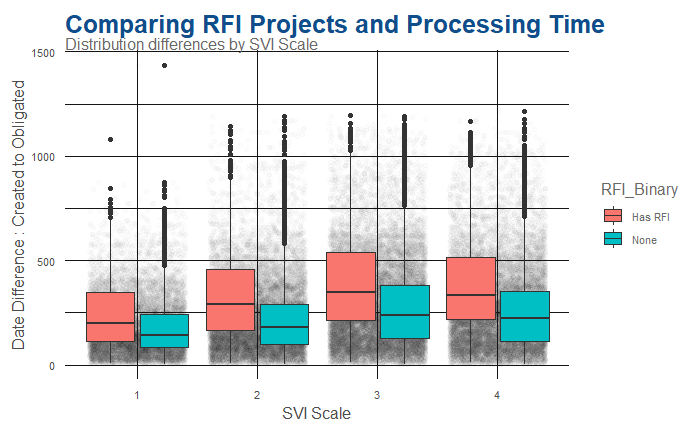 Comparing RFI Projects and Processing Time
Distribution differences by SVI Scale
Date Difference : Created to Obligated
1500
1000
500
0
1
2
3
4
SVI Scale
RFI_Binary
Has RFI
None